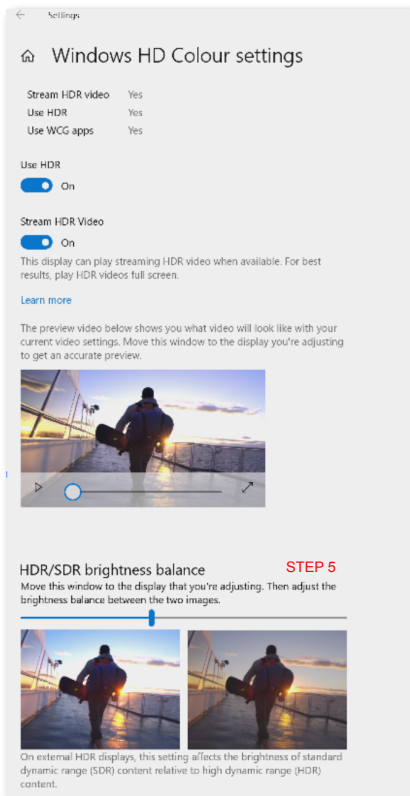 Settings
Windows HD Colour settings
Stream HDR video Yes
Use HDR Yes
Use WCG apps Yes
Use HDR
On
Stream HDR Video
On
This display can play streaming HDR video when available. For best
results, play HDR videos full screen.
Learn more
The preview video below shows you what video will look like with your
current video settings. Move this window to the display you're adjusting
to get an accurate preview.
HDR/SDR brightness balance STEP 5
Move this window to the display that you're adjusting. Then adjust the
brightness balance between the two images.
On external HDR displays, this setting affects the brightness of standard
dynamic range (SDR) content relative to high dynamic range (HDR)
content.